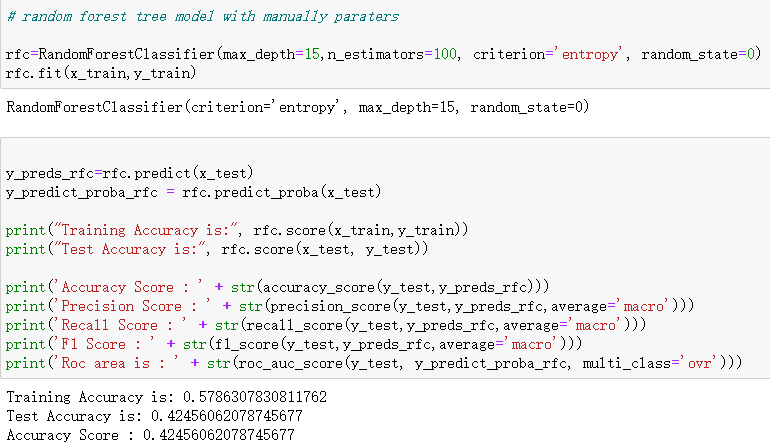 # random forest tree model with manually paraters
rfc=RandomForestClassifier(max_depth=15,n_estimators=100, criterion='entropy', random_state=0)
rfc.fit(x_train,y_train)
RandomForestClassifier(criterion='entropy', max_depth=15, random_state=0)
y_preds_rfc=rfc.predict(x_test)
y_predict_proba_rfc = rfc.predict_proba(x_test)
print("Training Accuracy is:", rfc.score(x_train,y_train))
print("Test Accuracy is:", rfc.score(x_test, y_test))
print('Accuracy Score : ' + str(accuracy_score(y_test,y_preds_rfc)))
print('Precision Score : ' + str(precision_score(y_test,y_preds_rfc,average='macro')))
print('Recall Score : ' + str(recall_score(y_test,y_preds_rfc,average='macro')))
print('F1 Score : ' + str(f1_score(y_test,y_preds_rfc,average='macro')))
print('Roc area is : ' + str(roc_auc_score(y_test, y_predict_proba_rfc, multi_class='ovr')))
Training Accuracy is: 0.5786307830811762
Test Accuracy is: 0.42456062078745677
Accuracy Score : 0.42456062078745677